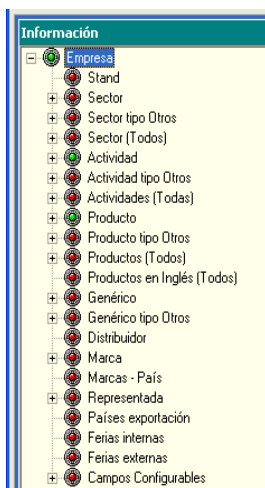 Información
Empresa
Stand
Sector
Sector tipo Otros
Sector (Todos)
Actividad
Actividad tipo Otros
Actividades (Todas)
Producto
Producto tipo Otros
Productos (Todos)
Productos en Inglés (Todos)
Genérico
Genérico tipo Otros
Distribuidor
Marca
Marcas - País
Representada
Países exportación
Ferias internas
Ferias externas
Campos Configurables